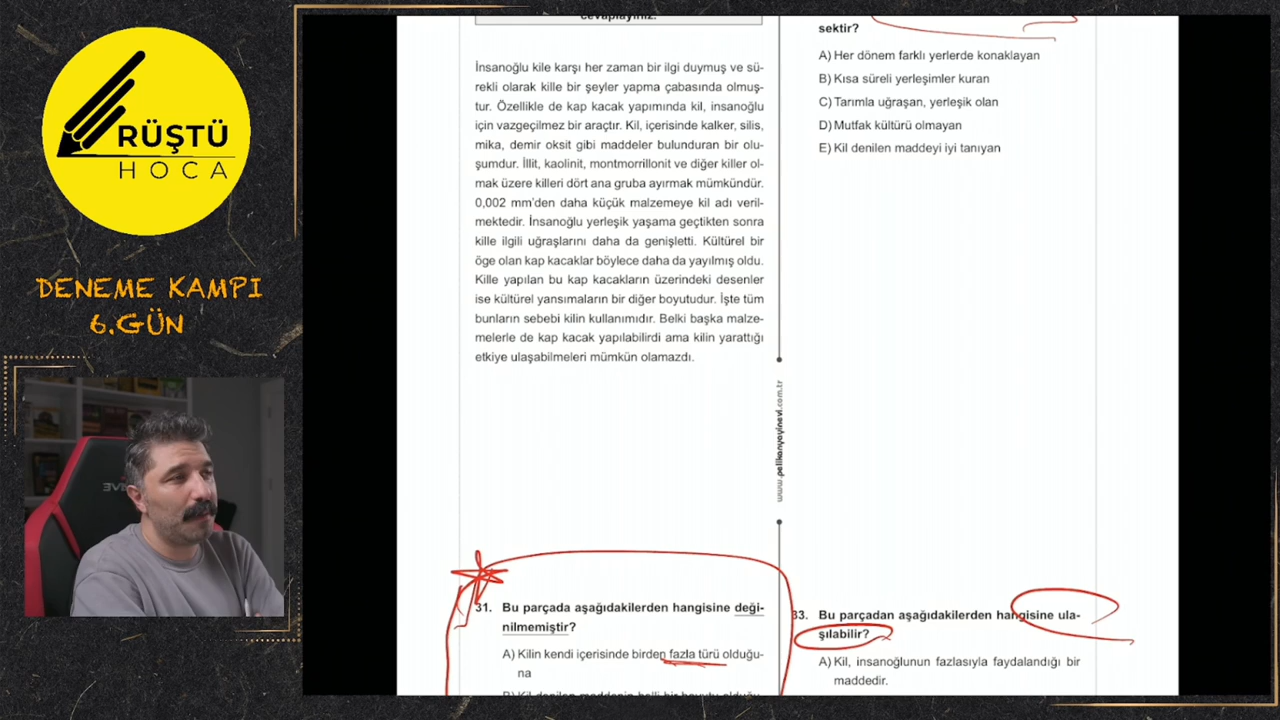 RÜŞTÜ
HOCA
DENEME KAMPI
6.GÜN
cevaplayınız.
İnsanoğlu kile karşı her zaman bir ilgi duymuş ve sü-
rekli olarak kille bir şeyler yapma çabasında olmuş-
tur. Özellikle de kap kacak yapımında kil, insanoğlu
için vazgeçilmez bir araçtır. Kil, içerisinde kalker, silis,
mika, demir oksit gibi maddeler bulunduran bir olu-
şumdur. İllit, kaolinit, montmorrillonit ve diğer killer ol-
mak üzere killeri dört ana gruba ayırmak mümkündür.
0,002 mm'den daha küçük malzemeye kil adı veril-
mektedir. İnsanoğlu yerleşik yaşama geçtikten sonra
kille ilgili uğraşlarını daha da genişletti. Kültürel bir
öge olan kap kacaklar böylece daha da yayılmış oldu.
Kille yapılan bu kap kacakların üzerindeki desenler
ise kültürel yansımaların bir diğer boyutudur. İşte tüm
bunların sebebi kilin kullanımıdır. Belki başka malze-
melerle de kap kacak yapılabilirdi ama kilin yarattığı
etkiye ulaşabilmeleri mümkün olamazdı.
31. Bu parçada aşağıdakilerden hangisine deği-
nilmemiştir?
A) Kilin kendi içerisinde birden fazla türü olduğu-
na
B) Kil denilen maddenin belli bir boyutu olduğu-
www.pelikanyayinevi.com.tr
sektir?
A) Her dönem farklı yerlerde konaklayan
B) Kısa süreli yerleşimler kuran
C) Tarımla uğraşan, yerleşik olan
D) Mutfak kültürü olmayan
E) Kil denilen maddeyi iyi tanıyan
33. Bu parçadan aşağıdakilerden hangisine ula-
şılabilir?
A) Kil, insanoğlunun fazlasıyla faydalandığı bir
maddedir.